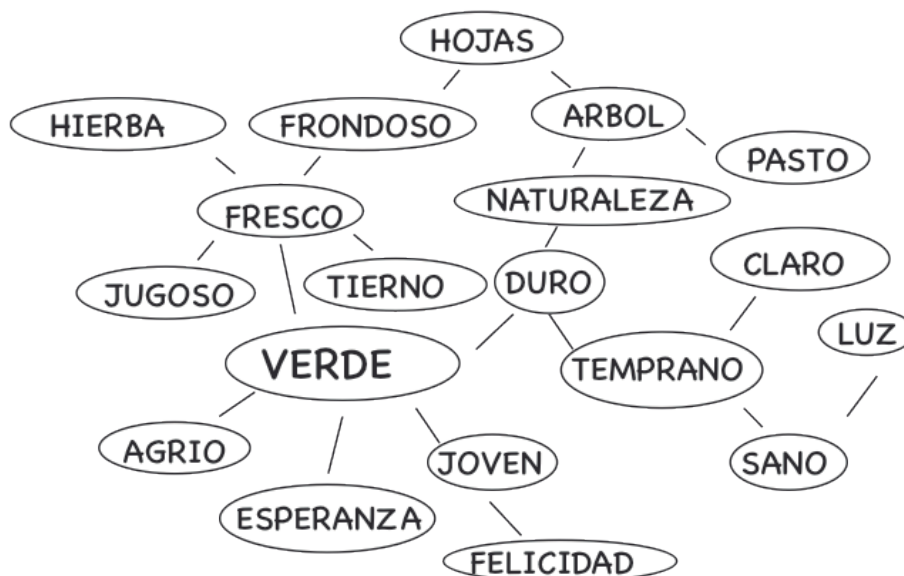 HOJAS
HIERBA
FRONDOSO
ARBOL
PASTO
NATURALEZA
FRESCO
CLARO
JUGOSO
TIERNO
DURO
LUZ
VERDE
TEMPRANO
AGRIO
JOVEN
SANO
ESPERANZA
FELICIDAD